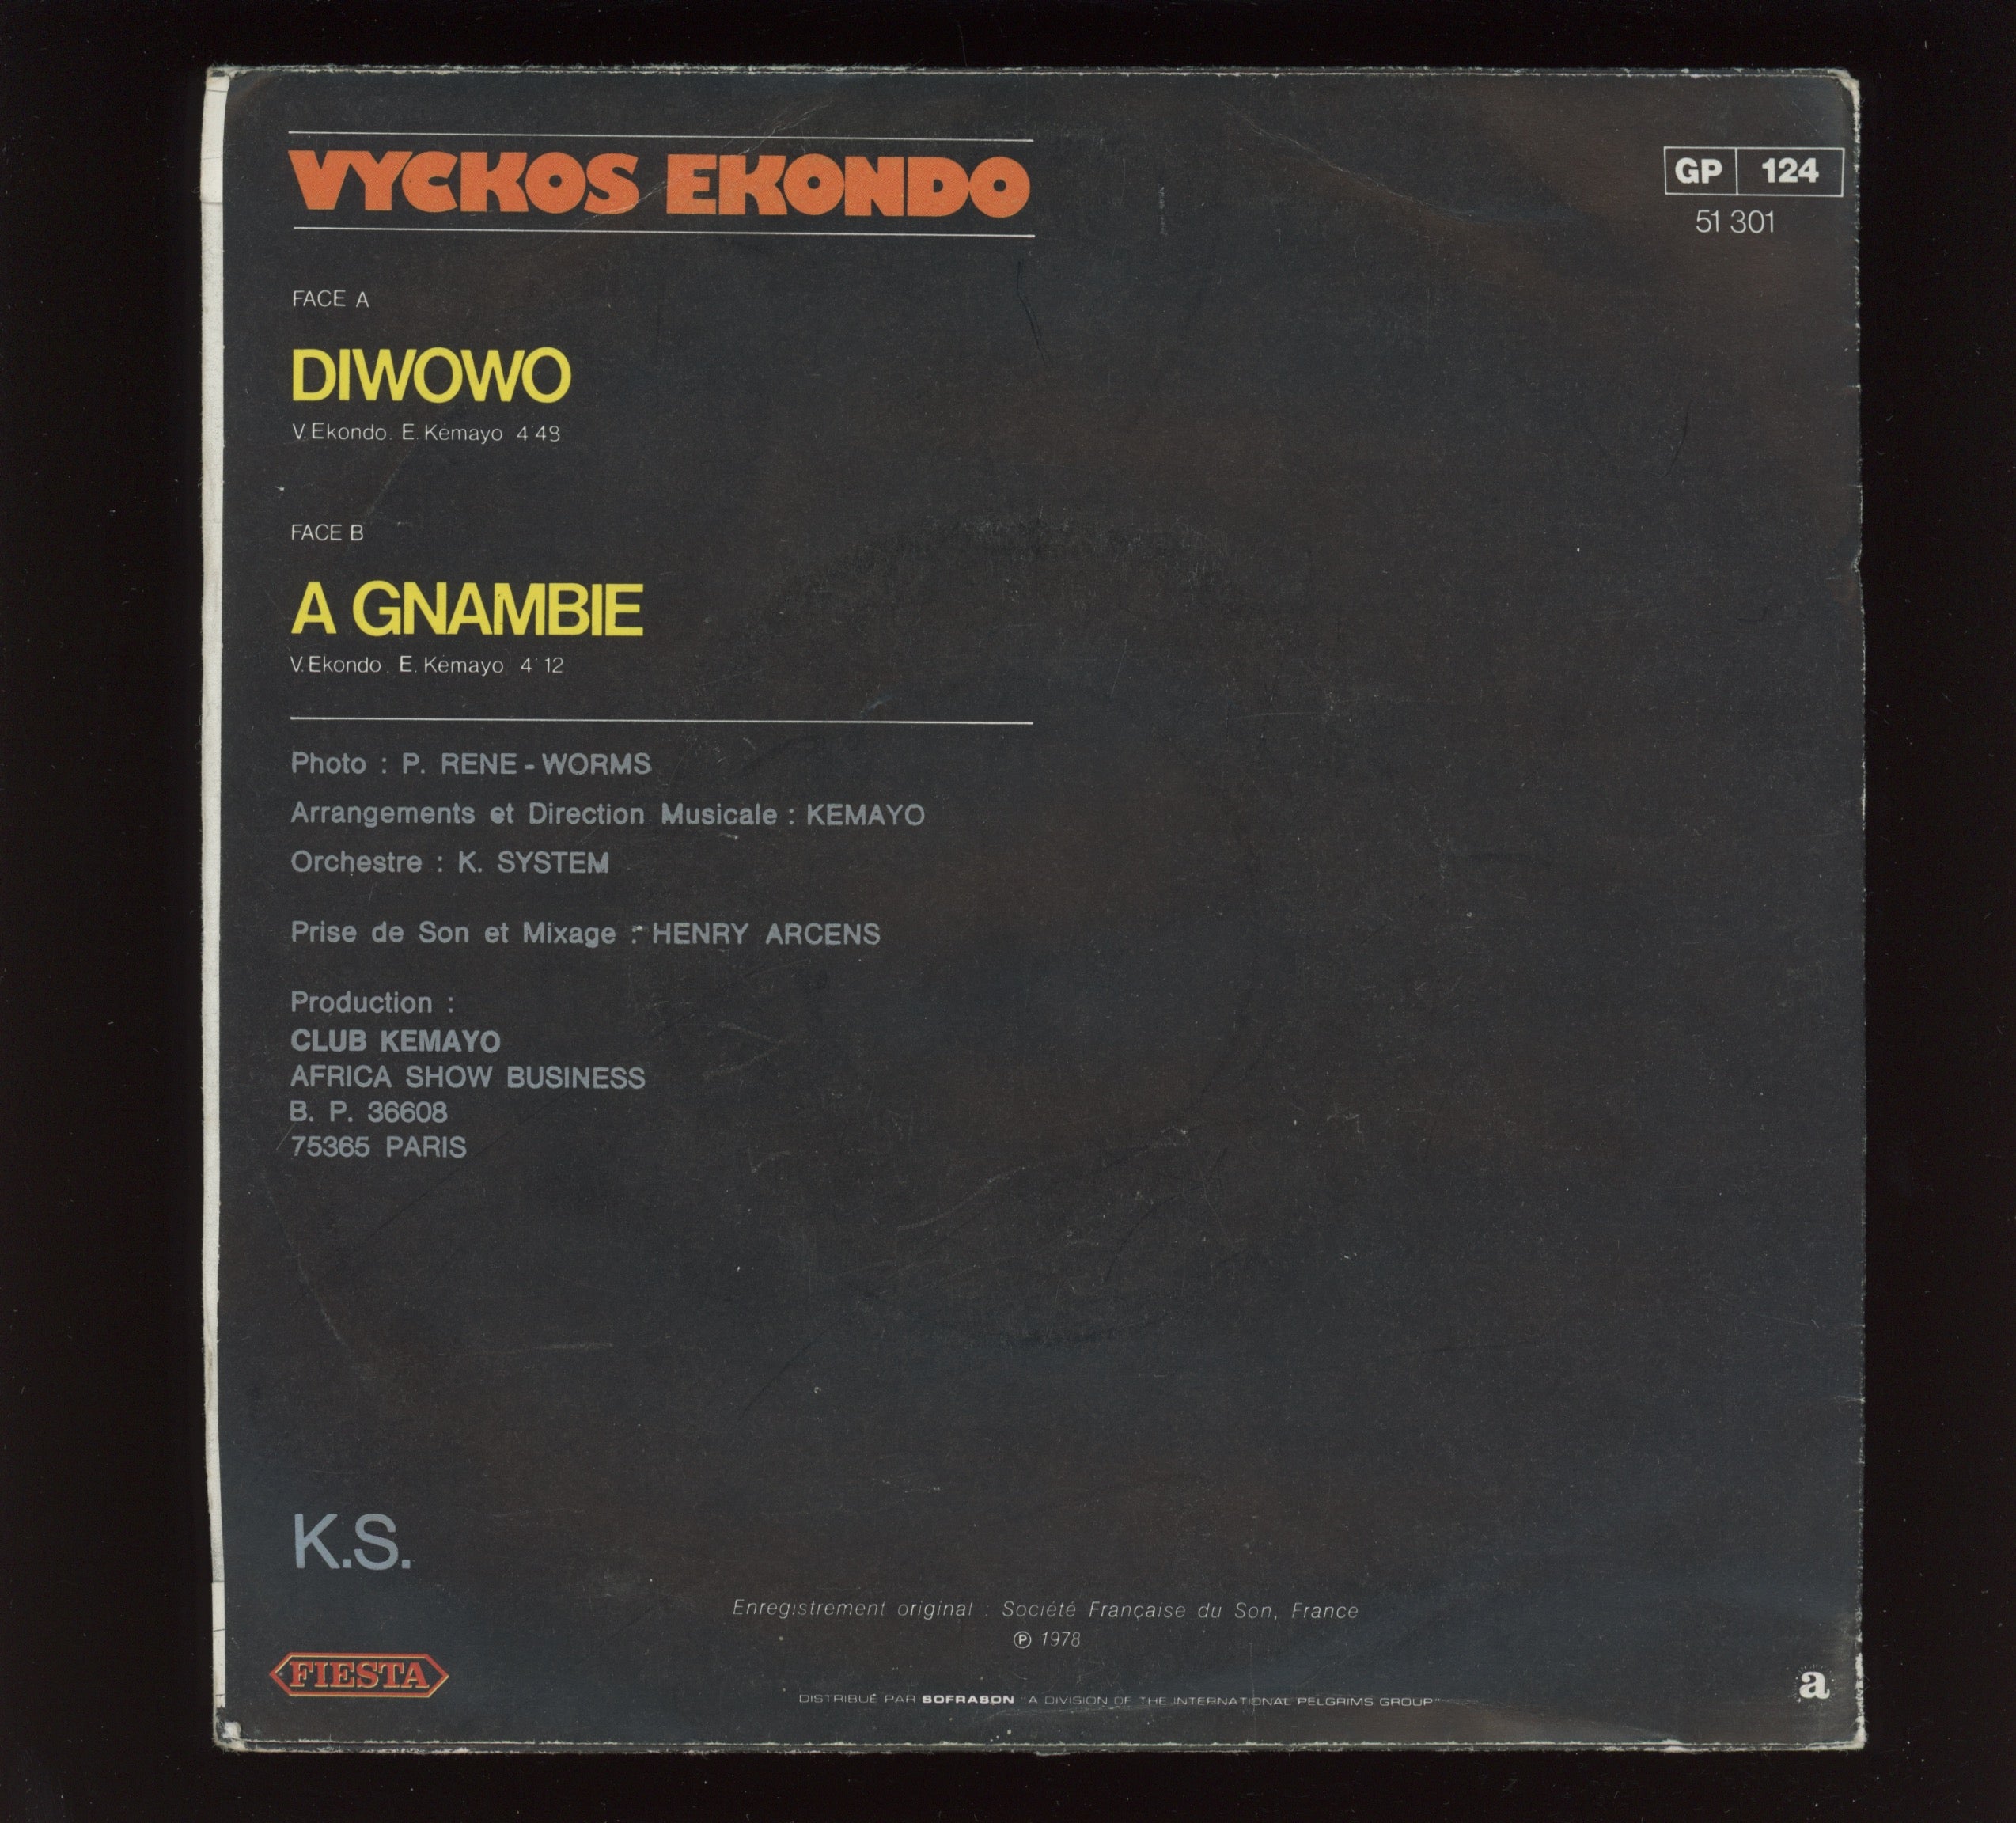 VYCKOS EKONDO
GP 124
51 301
FACE A
DIWOWO
V. Ekondo. E. Kemayo 4'48
FACE B
A GNAMBIE
V. Ekondo. E. Kemayo 4'12
Photo : P. RENE - WORMS
Arrangements et Direction Musicale : KEMAYO
Orchestre : K. SYSTEM
Prise de Son et Mixage : HENRY ARCENS
Production :
CLUB KEMAYO
AFRICA SHOW BUSINESS
B. P. 36608
75365 PARIS
K.S.
Enregistrement original . Société Française du Son, France
℗ 1978
FIESTA
DISTRIBUÉ PAR SOFRASON "A DIVISION OF THE INTERNATIONAL PELGRIMS GROUP"
a